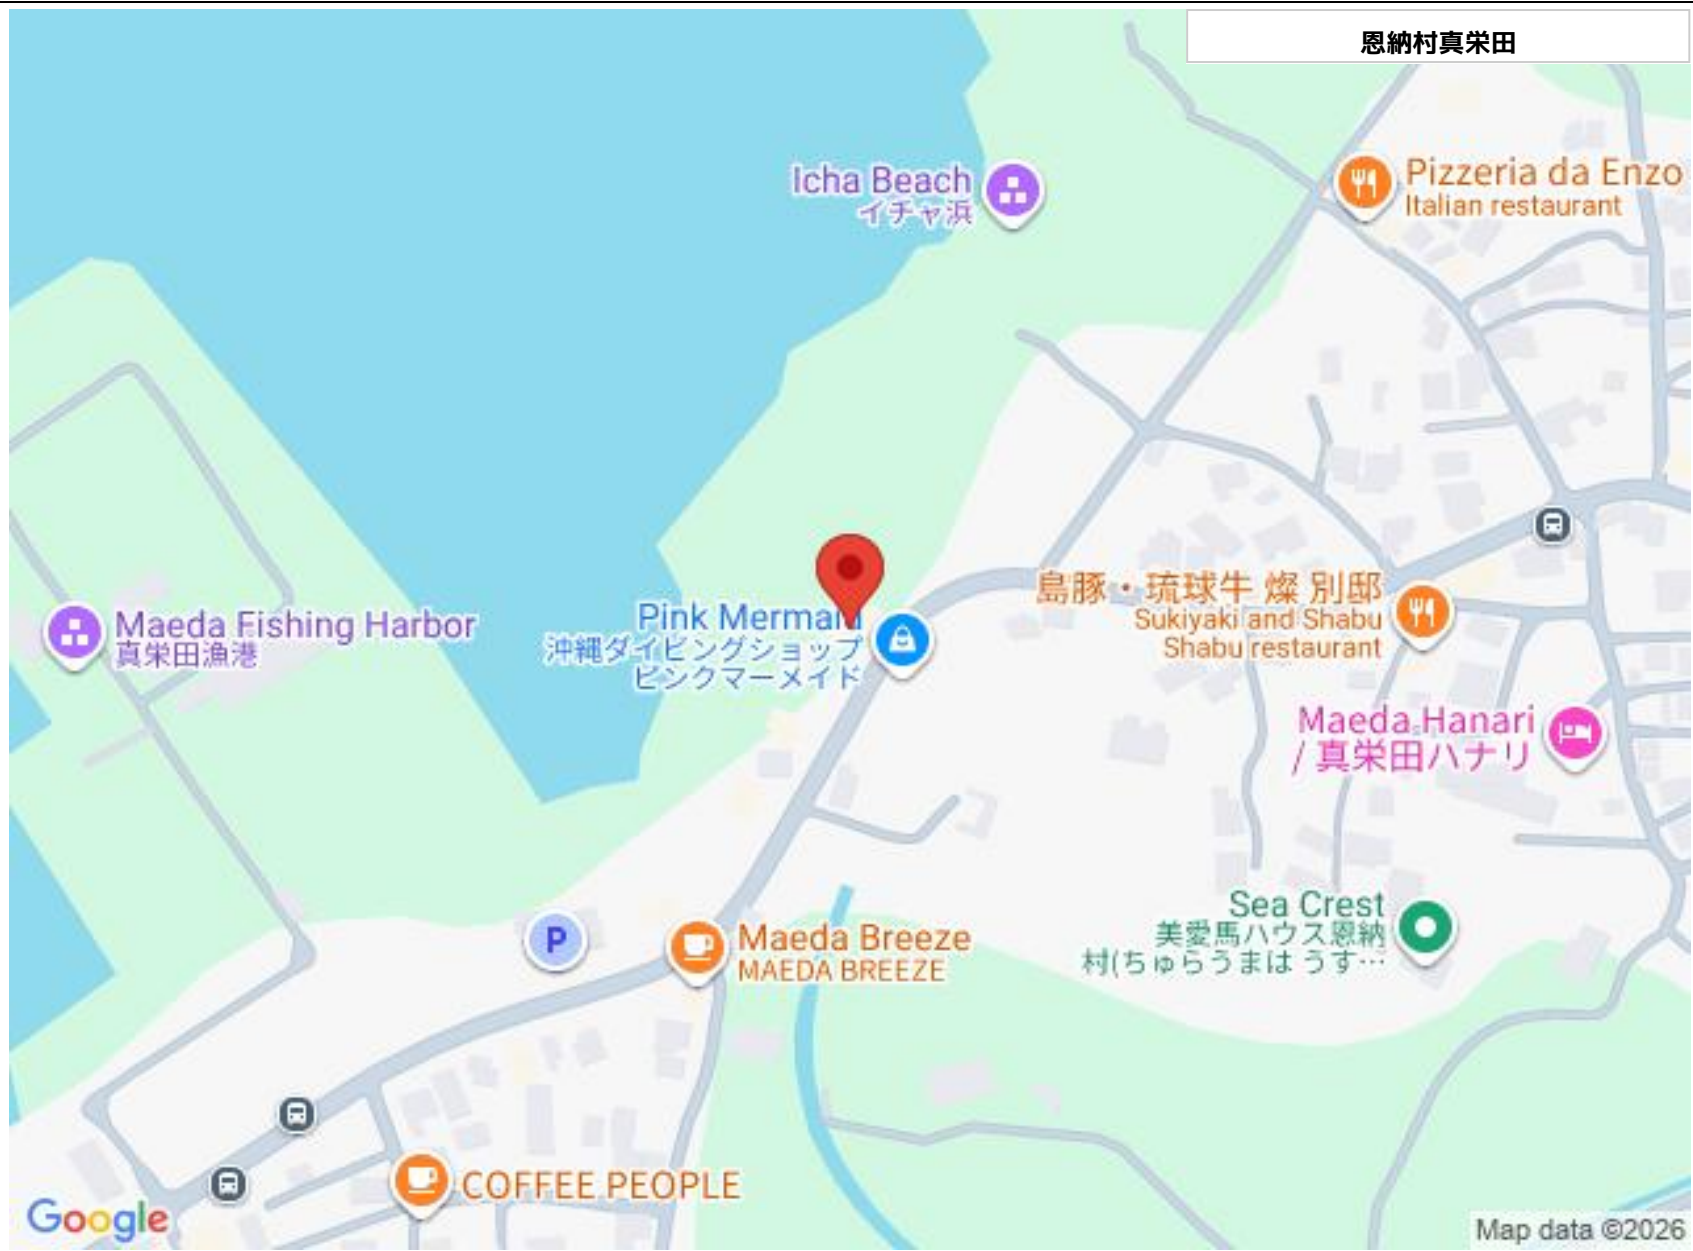 恩納村真栄田
Icha Beach
イチャ浜
Pizzeria da Enzo
Italian restaurant
Pink Mermaid
沖縄ダイビングショップ
ピンクマーメイド
島豚・琉球牛 燦 別邸
Sukiyaki and Shabu
Shabu restaurant
Maeda Fishing Harbor
真栄田漁港
Maeda Hanari
/ 真栄田ハナリ
Sea Crest
美愛馬ハウス恩納
村(ちゅらうまは うす…
P
Maeda Breeze
MAEDA BREEZE
COFFEE PEOPLE
Google
Map data ©2026